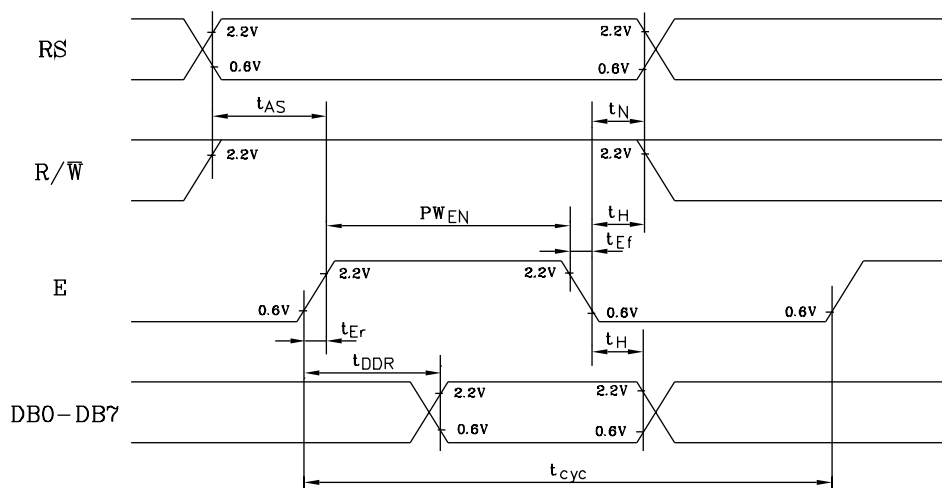 RS
2.2V
2.2V
0.6V
0.6V
tAS
tN
R/W̅
2.2V
2.2V
PWEN
tH
tEf
E
2.2V
2.2V
0.6V
0.6V
0.6V
tEr
tH
tDDR
DB0-DB7
2.2V
2.2V
0.6V
0.6V
tcyc